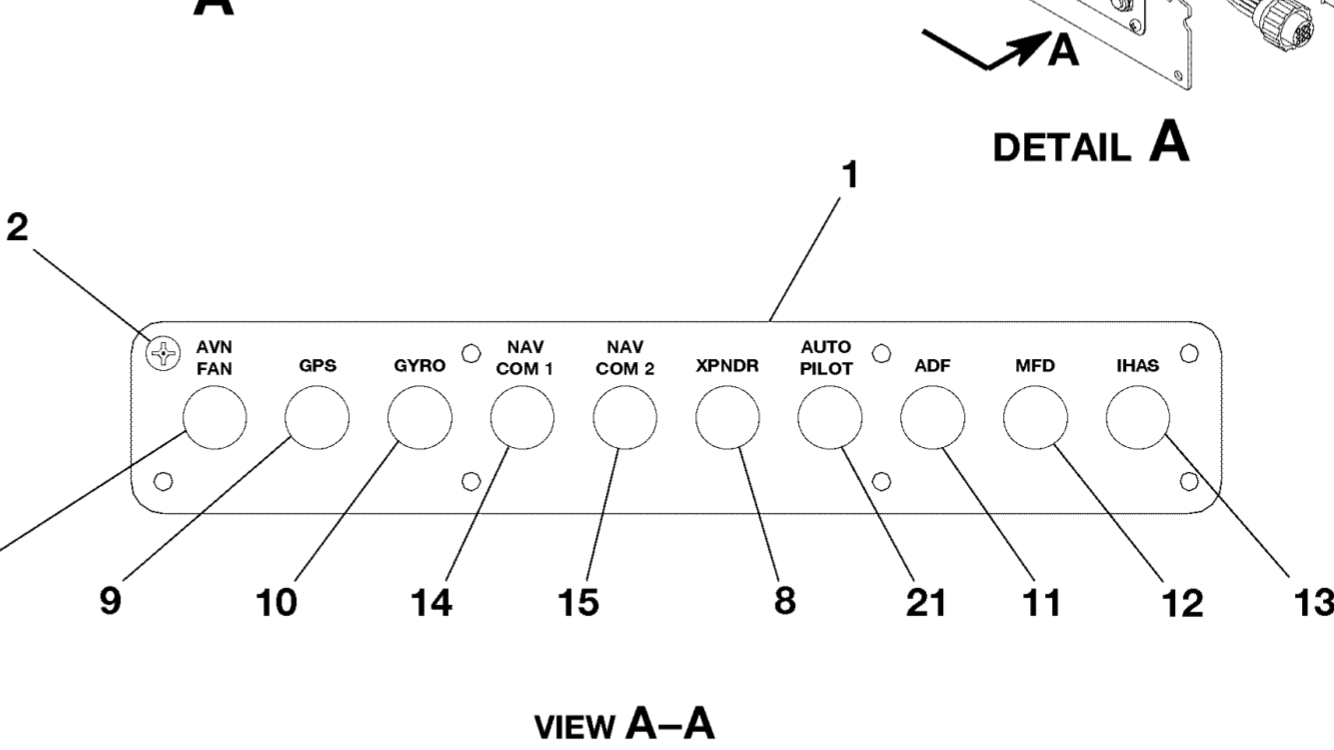 A
A
DETAIL A
1
2
AVN
FAN
GPS
GYRO
NAV
COM 1
NAV
COM 2
XPNDR
AUTO
PILOT
ADF
MFD
IHAS
9
10
14
15
8
21
11
12
13
VIEW A–A